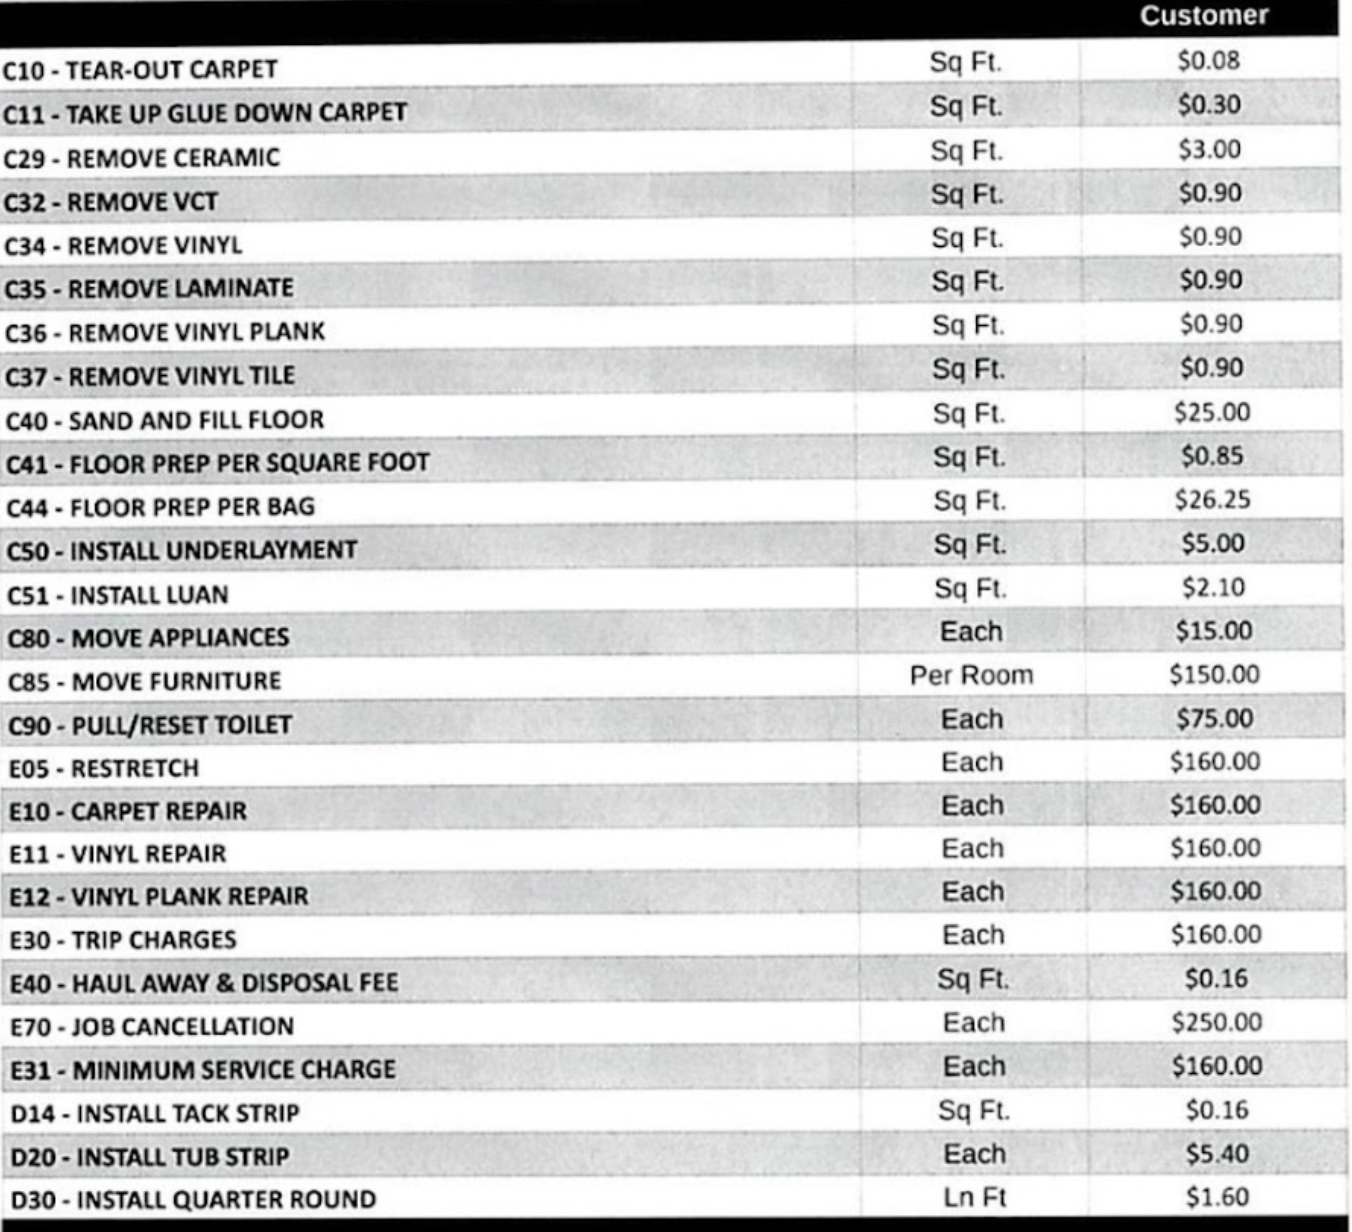 Customer
C10 - TEAR-OUT CARPET Sq Ft. $0.08
C11 - TAKE UP GLUE DOWN CARPET Sq Ft. $0.30
C29 - REMOVE CERAMIC Sq Ft. $3.00
C32 - REMOVE VCT Sq Ft. $0.90
C34 - REMOVE VINYL Sq Ft. $0.90
C35 - REMOVE LAMINATE Sq Ft. $0.90
C36 - REMOVE VINYL PLANK Sq Ft. $0.90
C37 - REMOVE VINYL TILE Sq Ft. $0.90
C40 - SAND AND FILL FLOOR Sq Ft. $25.00
C41 - FLOOR PREP PER SQUARE FOOT Sq Ft. $0.85
C44 - FLOOR PREP PER BAG Sq Ft. $26.25
C50 - INSTALL UNDERLAYMENT Sq Ft. $5.00
C51 - INSTALL LUAN Sq Ft. $2.10
C80 - MOVE APPLIANCES Each $15.00
C85 - MOVE FURNITURE Per Room $150.00
C90 - PULL/RESET TOILET Each $75.00
E05 - RESTRETCH Each $160.00
E10 - CARPET REPAIR Each $160.00
E11 - VINYL REPAIR Each $160.00
E12 - VINYL PLANK REPAIR Each $160.00
E30 - TRIP CHARGES Each $160.00
E40 - HAUL AWAY & DISPOSAL FEE Sq Ft. $0.16
E70 - JOB CANCELLATION Each $250.00
E31 - MINIMUM SERVICE CHARGE Each $160.00
D14 - INSTALL TACK STRIP Sq Ft. $0.16
D20 - INSTALL TUB STRIP Each $5.40
D30 - INSTALL QUARTER ROUND Ln Ft $1.60